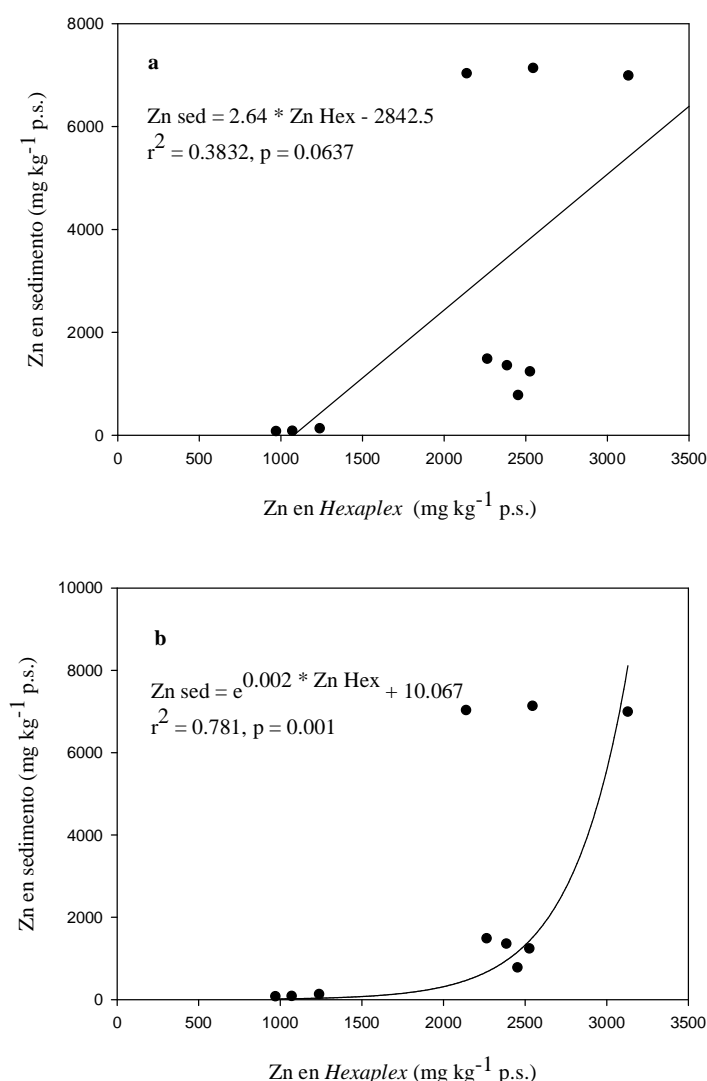 8000
a
Zn sed = 2.64 * Zn Hex - 2842.5
r2 = 0.3832, p = 0.0637
6000
4000
2000
0
Zn en sedimento (mg kg-1 p.s.)
0 500 1000 1500 2000 2500 3000 3500
Zn en Hexaplex (mg kg-1 p.s.)
10000
b
Zn sed = e0.002 * Zn Hex + 10.067
r2 = 0.781, p = 0.001
8000
6000
4000
2000
0
Zn en sedimento (mg kg-1 p.s.)
0 500 1000 1500 2000 2500 3000 3500
Zn en Hexaplex (mg kg-1 p.s.)